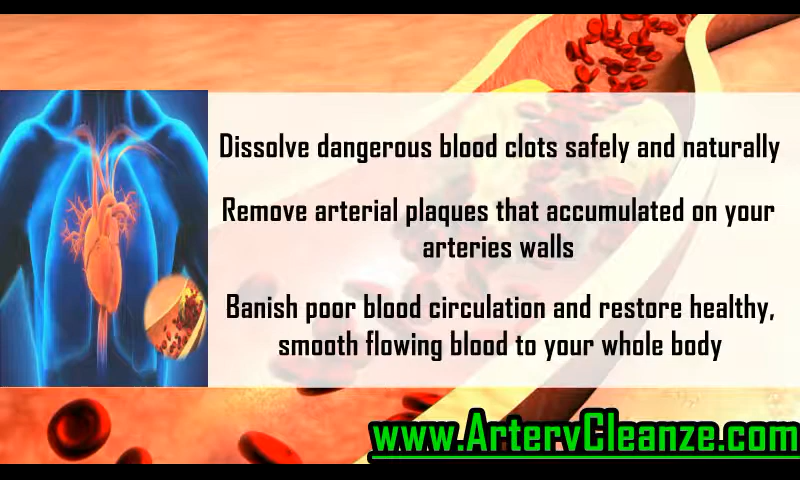 Dissolve dangerous blood clots safely and naturally
Remove arterial plaques that accumulated on your
arteries walls
Banish poor blood circulation and restore healthy,
smooth flowing blood to your whole body
www.ArteryCleanze.com